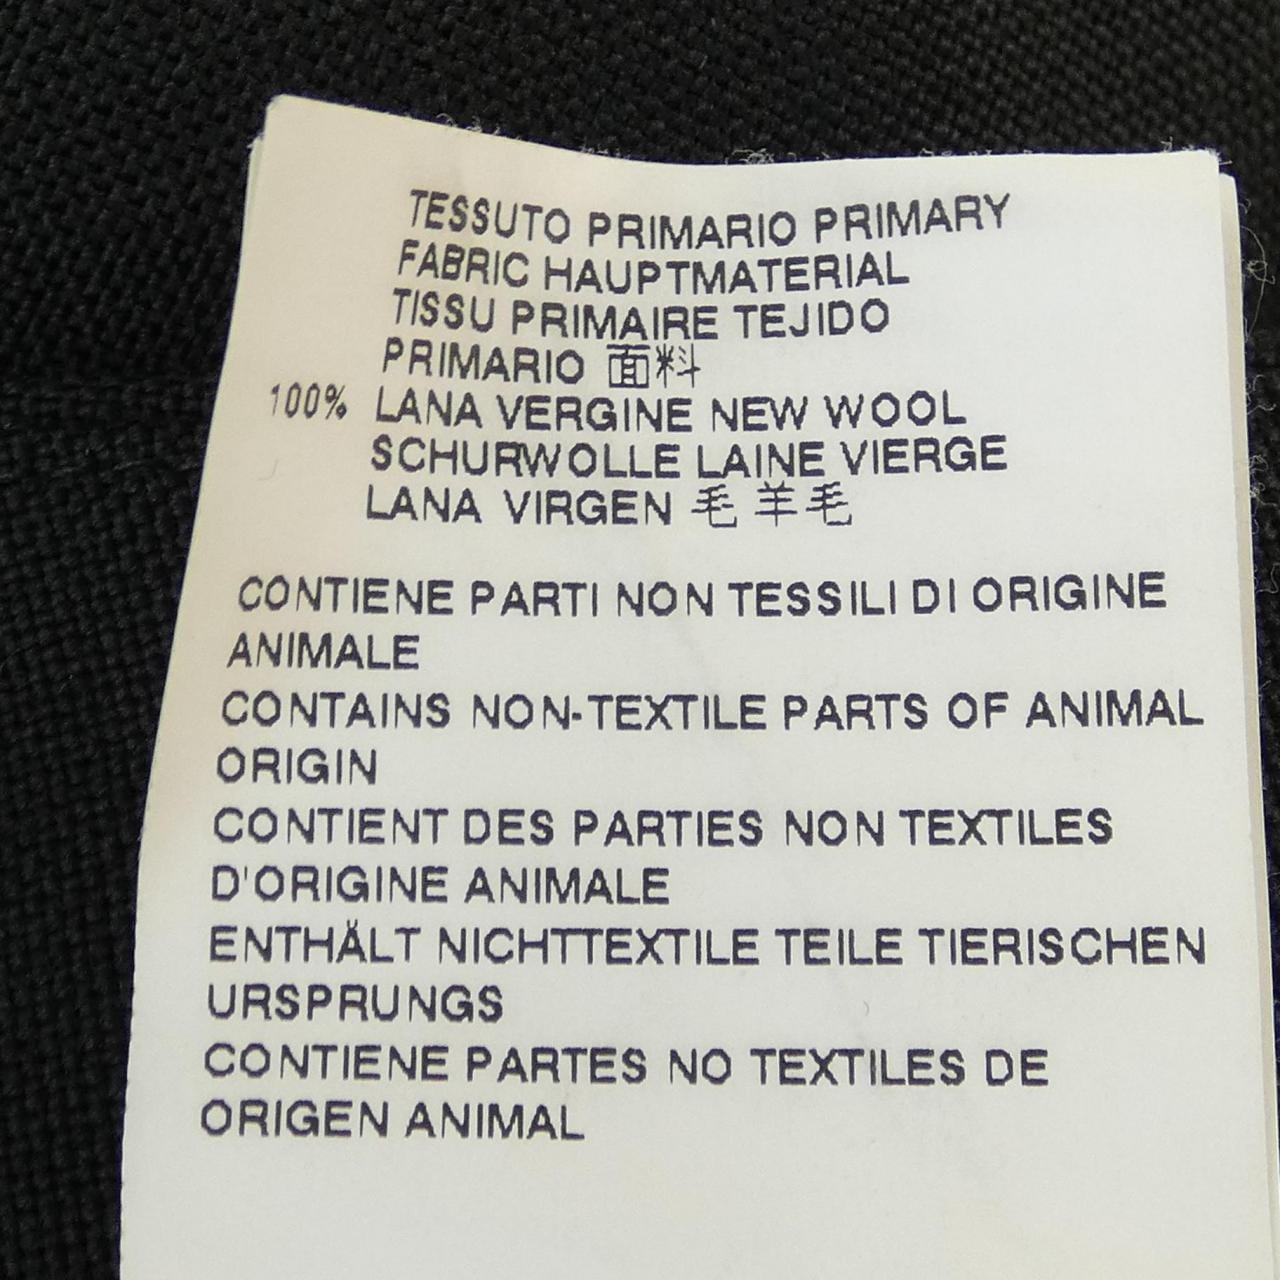 TESSUTO PRIMARIO PRIMARY
FABRIC HAUPTMATERIAL
TISSU PRIMAIRE TEJIDO
PRIMARIO 面料
100% LANA VERGINE NEW WOOL
SCHURWOLLE LAINE VIERGE
LANA VIRGEN 毛 羊毛
CONTIENE PARTI NON TESSILI DI ORIGINE
ANIMALE
CONTAINS NON-TEXTILE PARTS OF ANIMAL
ORIGIN
CONTIENT DES PARTIES NON TEXTILES
D'ORIGINE ANIMALE
ENTHÄLT NICHTTEXTILE TEILE TIERISCHEN
URSPRUNGS
CONTIENE PARTES NO TEXTILES DE
ORIGEN ANIMAL